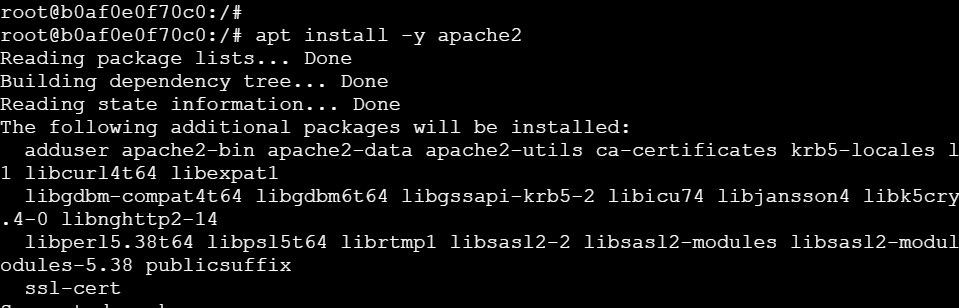 root@b0af0e0f70c0:/#
root@b0af0e0f70c0:/# apt install -y apache2
Reading package lists... Done
Building dependency tree... Done
Reading state information... Done
The following additional packages will be installed:
  adduser apache2-bin apache2-data apache2-utils ca-certificates krb5-locales l
1 libcurl4t64 libexpat1
  libgdbm-compat4t64 libgdbm6t64 libgssapi-krb5-2 libicu74 libjansson4 libk5cry
.4-0 libnghttp2-14
  libperl5.38t64 libpsl5t64 librtmp1 libsasl2-2 libsasl2-modules libsasl2-modul
odules-5.38 publicsuffix
  ssl-cert